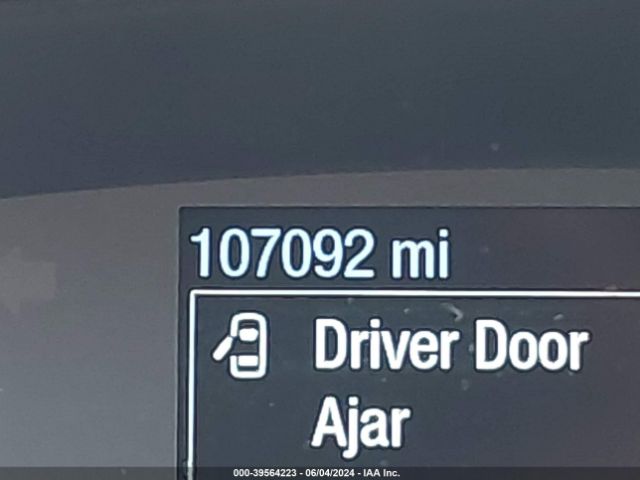 107092 mi
Driver Door
Ajar
000-39564223 - 06/04/2024 - IAA Inc.